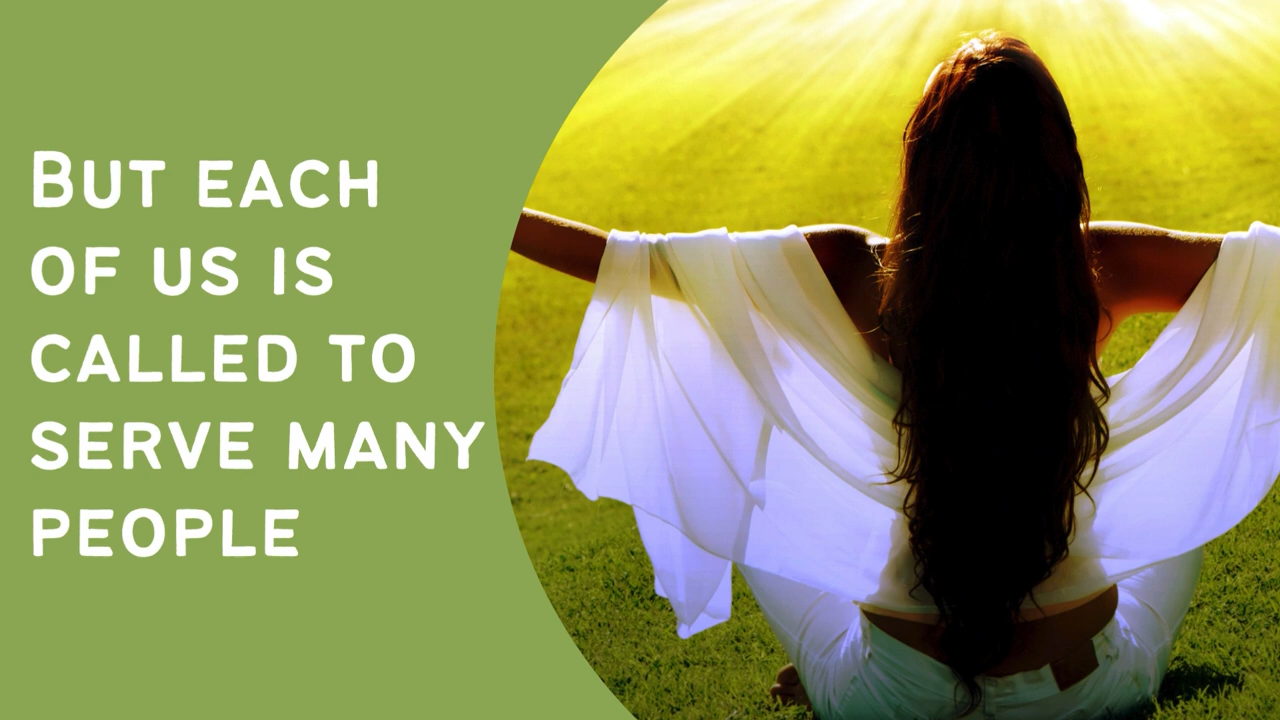 But each
of us is
called to
serve many
people